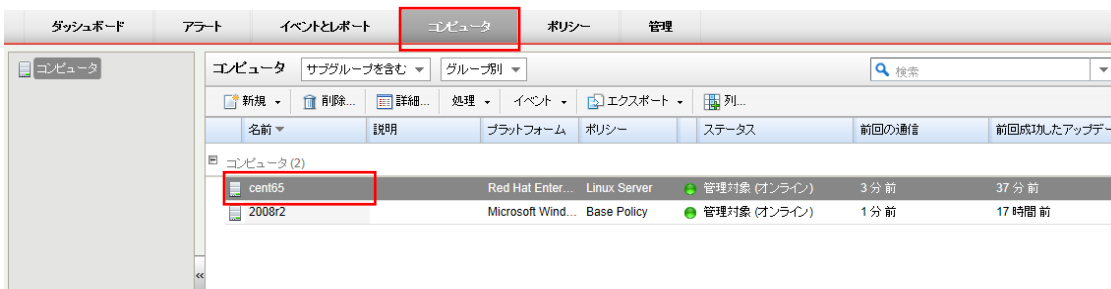 ダッシュボード アラート イベントとレポート コンピュータ ポリシー 管理
コンピュータ
コンピュータ サブグループを含む グループ別 検索
新規 削除... 詳細... 処理 イベント エクスポート 列...
名前 説明 プラットフォーム ポリシー ステータス 前回の通信 前回成功したアップデー
コンピュータ (2)
cent65 Red Hat Enter... Linux Server 管理対象 (オンライン) 3 分 前 37 分 前
2008r2 Microsoft Wind... Base Policy 管理対象 (オンライン) 1 分 前 17 時間 前